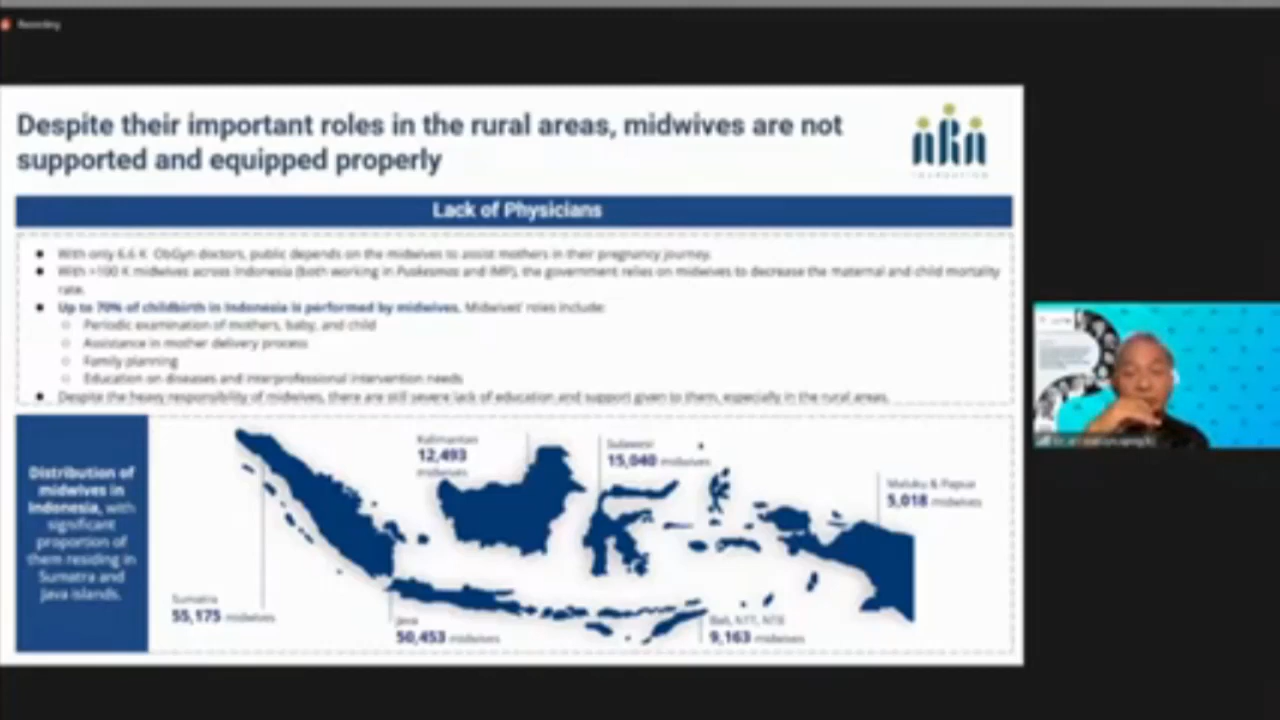 Recording
Despite their important roles in the rural areas, midwives are not
supported and equipped properly
FOUNDATION
Lack of Physicians
With only 6.6 K ObGyn doctors, public depends on the midwives to assist mothers in their pregnancy journey.
With >100 K midwives across Indonesia (both working in Puskesmas and IMP), the government relies on midwives to decrease the maternal and child mortality
rate.
Up to 70% of childbirth in Indonesia is performed by midwives. Midwives' roles include:
Periodic examination of mothers, baby, and child
Assistance in mother delivery process
Family planning
Education on diseases and interprofessional intervention needs
Despite the heavy responsibility of midwives, there are still severe lack of education and support given to them, especially in the rural areas.
Distribution of
midwives in
Indonesia, with
significant
proportion of
them residing in
Sumatra and
Java islands.
Kalimantan
12,493
midwives
Sulawesi
15,040 midwives
Maluku & Papua
5,018 midwives
Sumatra
55,175 midwives
Java
50,453 midwives
Bali, NTT, NTB
9,163 midwives